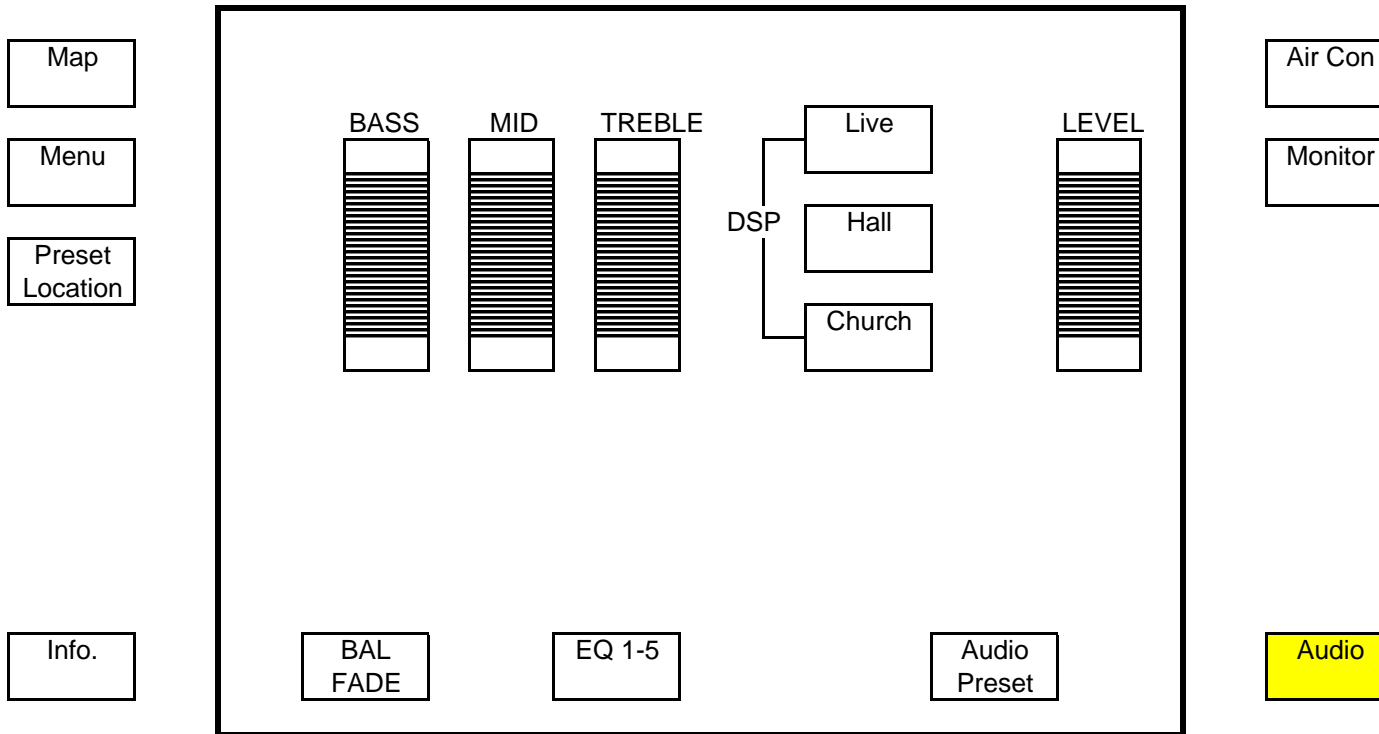 Map
Air Con
BASS MID TREBLE Live LEVEL
Menu
Monitor
DSP
Hall
Preset
Location
Church
Info.
BAL
FADE
EQ 1-5
Audio
Preset
Audio